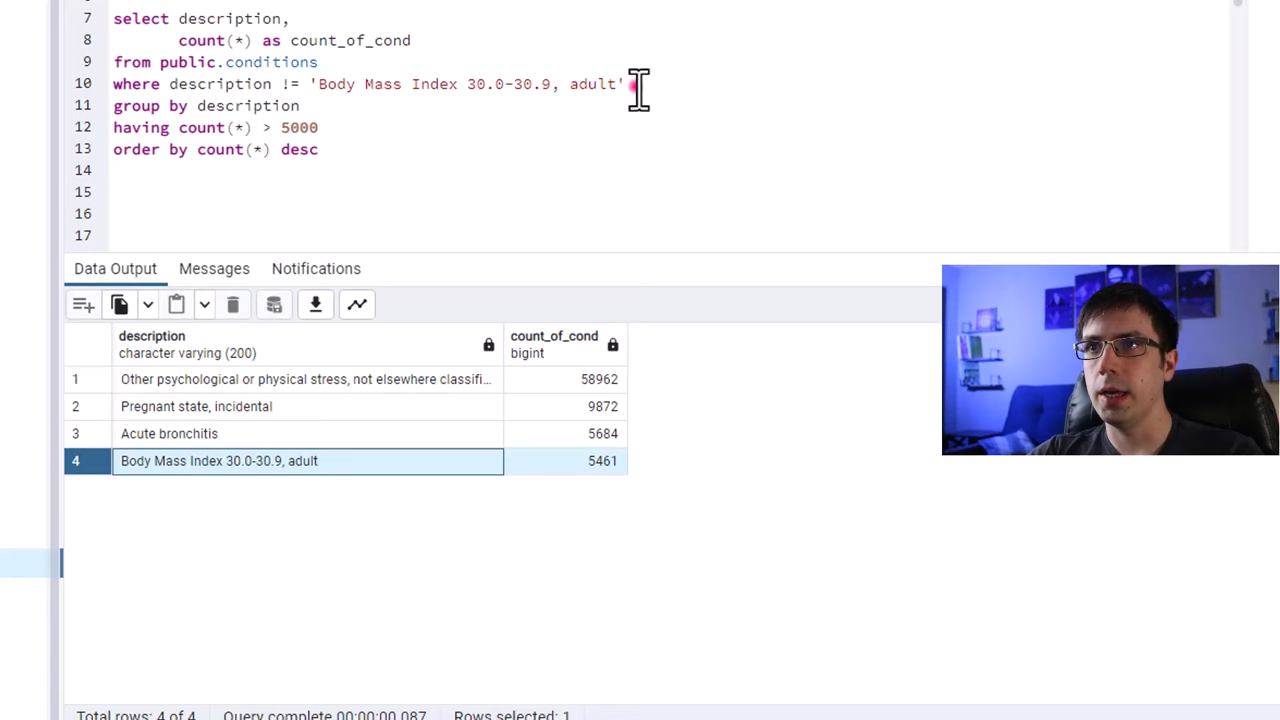 7 select description,
8 count(*) as count_of_cond
9 from public.conditions
10 where description != 'Body Mass Index 30.0-30.9, adult'
11 group by description
12 having count(*) > 5000
13 order by count(*) desc
14
15
16
17
Data Output Messages Notifications
description count_of_cond
character varying (200) bigint
1 Other psychological or physical stress, not elsewhere classifi... 58962
2 Pregnant state, incidental 9872
3 Acute bronchitis 5684
4 Body Mass Index 30.0-30.9, adult 5461
Total rows: 4 of 4 Query complete 00:00:00.087 Rows selected: 1